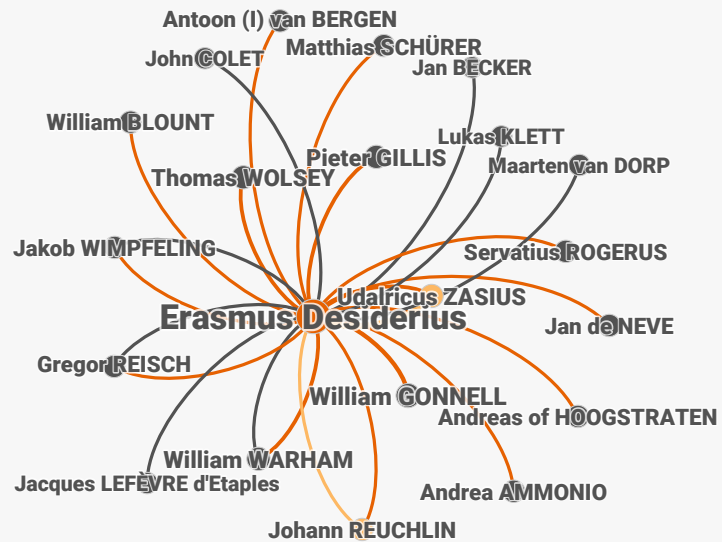 Antoon (I) van BERGEN
Matthias SCHÜRER
John COLET
Jan BECKER
William BLOUNT
Lukas KLETT
Pieter GILLIS
Maarten van DORP
Thomas WOLSEY
Jakob WIMPFELING
Servatius ROGERUS
Udalricus ZASIUS
Erasmus Desiderius
Jan de NEVE
Gregor REISCH
William GONNELL
Andreas of HOOGSTRATEN
William WARHAM
Jacques LEFÈVRE d'Etaples
Andrea AMMONIO
Johann REUCHLIN